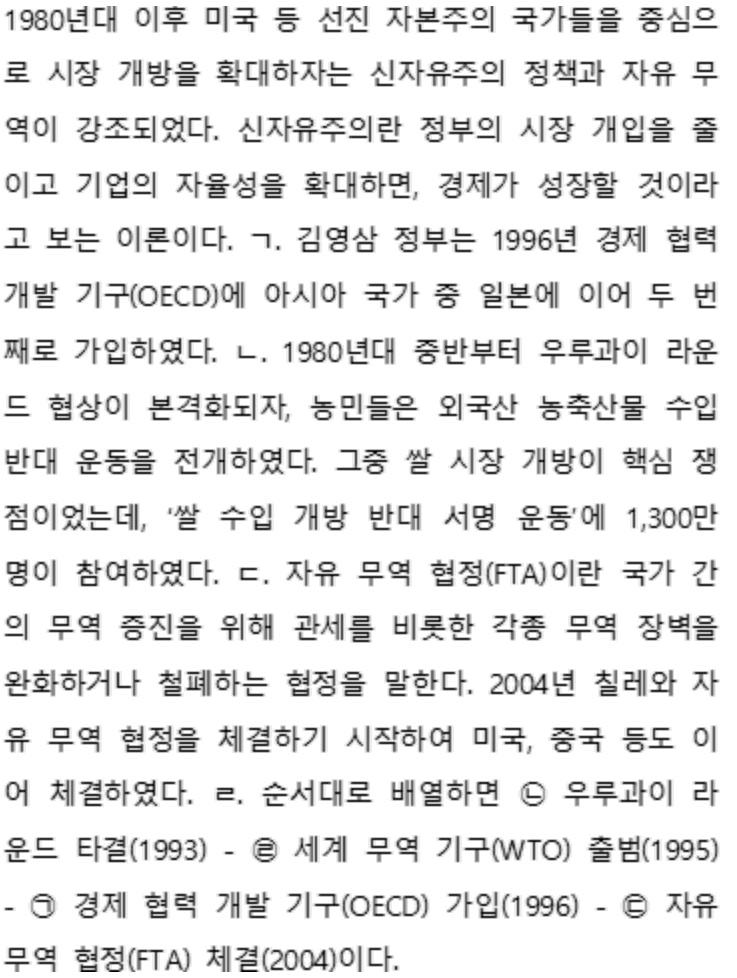 1980년대 이후 미국 등 선진 자본주의 국가들을 중심으
로 시장 개방을 확대하자는 신자유주의 정책과 자유 무
역이 강조되었다. 신자유주의란 정부의 시장 개입을 줄
이고 기업의 자율성을 확대하면, 경제가 성장할 것이라
고 보는 이론이다. ㄱ. 김영삼 정부는 1996년 경제 협력
개발 기구(OECD)에 아시아 국가 중 일본에 이어 두 번
째로 가입하였다. ㄴ. 1980년대 중반부터 우루과이 라운
드 협상이 본격화되자, 농민들은 외국산 농축산물 수입
반대 운동을 전개하였다. 그중 쌀 시장 개방이 핵심 쟁
점이었는데, ‘쌀 수입 개방 반대 서명 운동’에 1,300만
명이 참여하였다. ㄷ. 자유 무역 협정(FTA)이란 국가 간
의 무역 증진을 위해 관세를 비롯한 각종 무역 장벽을
완화하거나 철폐하는 협정을 말한다. 2004년 칠레와 자
유 무역 협정을 체결하기 시작하여 미국, 중국 등도 이
어 체결하였다. ㄹ. 순서대로 배열하면 ㉡ 우루과이 라
운드 타결(1993) - ㉣ 세계 무역 기구(WTO) 출범(1995)
- ㉠ 경제 협력 개발 기구(OECD) 가입(1996) - ㉢ 자유
무역 협정(FTA) 체결(2004)이다.